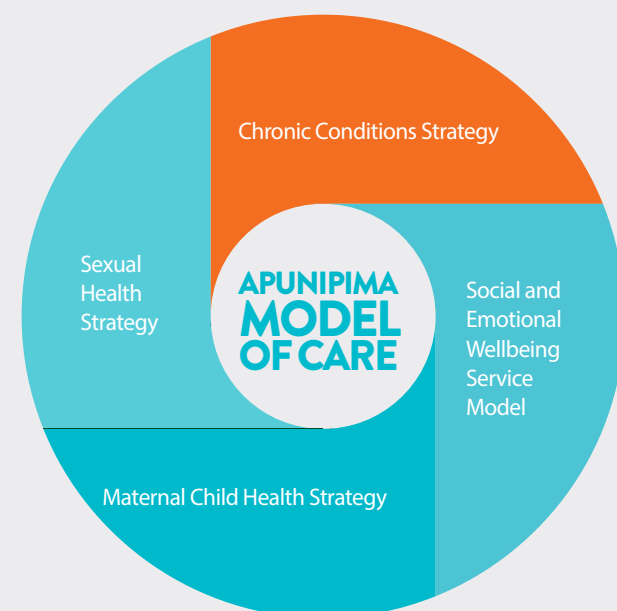 Chronic Conditions Strategy
Sexual
Health
Strategy
APUNIPIMA
MODEL
OF CARE
Social and
Emotional
Wellbeing
Service
Model
Maternal Child Health Strategy